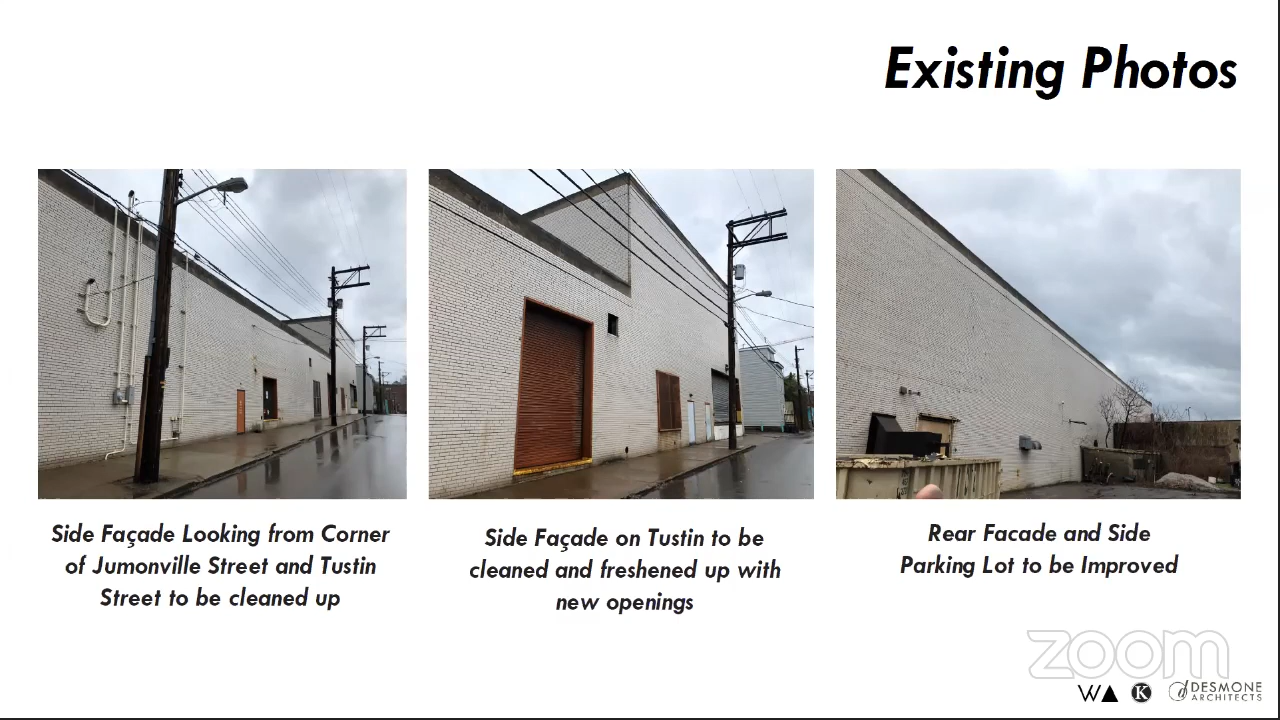 Existing Photos
Side Façade Looking from Corner
of Jumonville Street and Tustin
Street to be cleaned up
Side Façade on Tustin to be
cleaned and freshened up with
new openings
Rear Facade and Side
Parking Lot to be Improved
zoom
WA K d DESMONE
ARCHITECTS